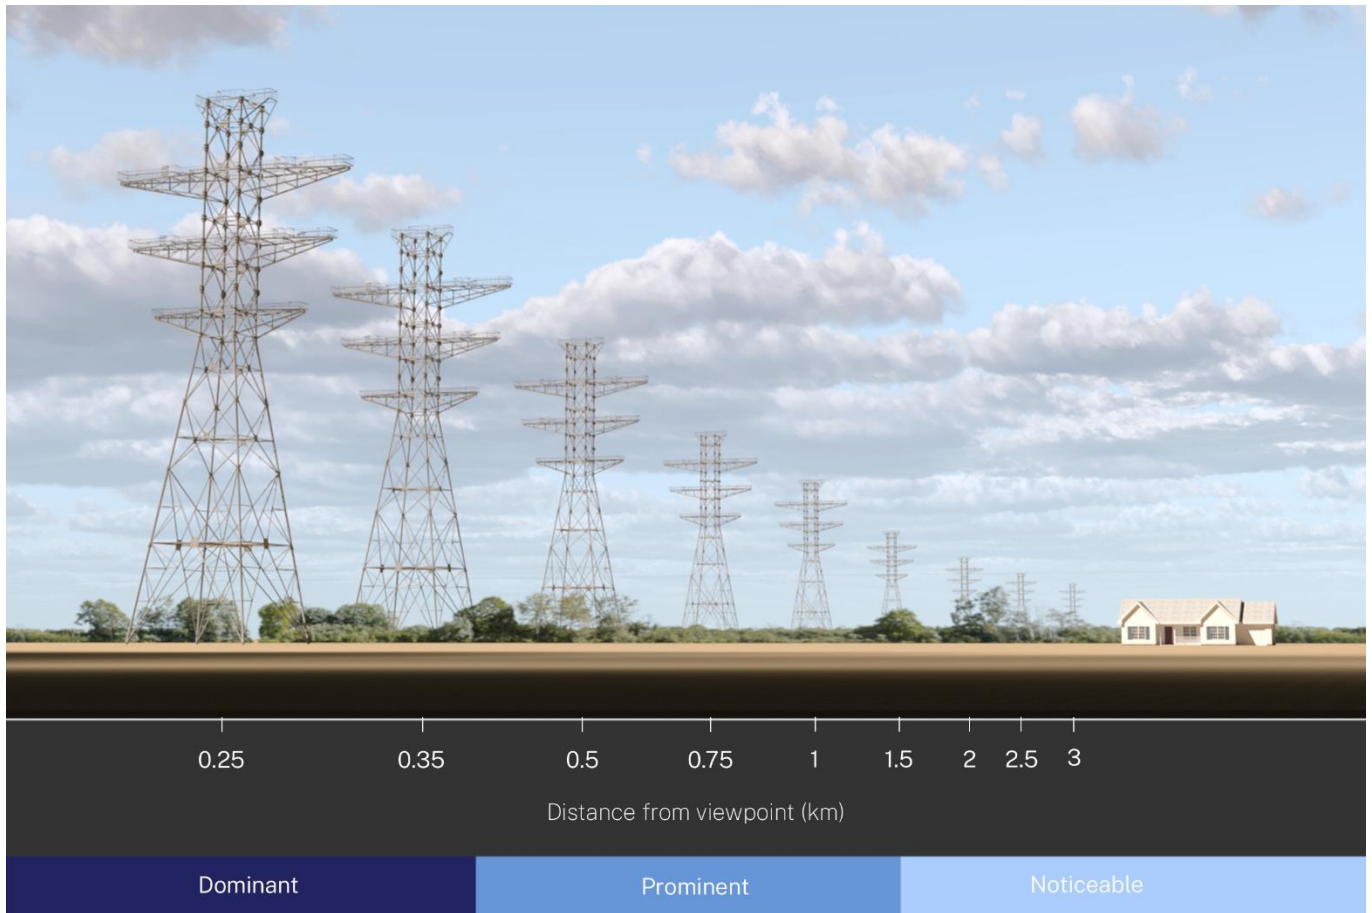 0.25 0.35 0.5 0.75 1 1.5 2 2.5 3
Distance from viewpoint (km)
Dominant Prominent Noticeable